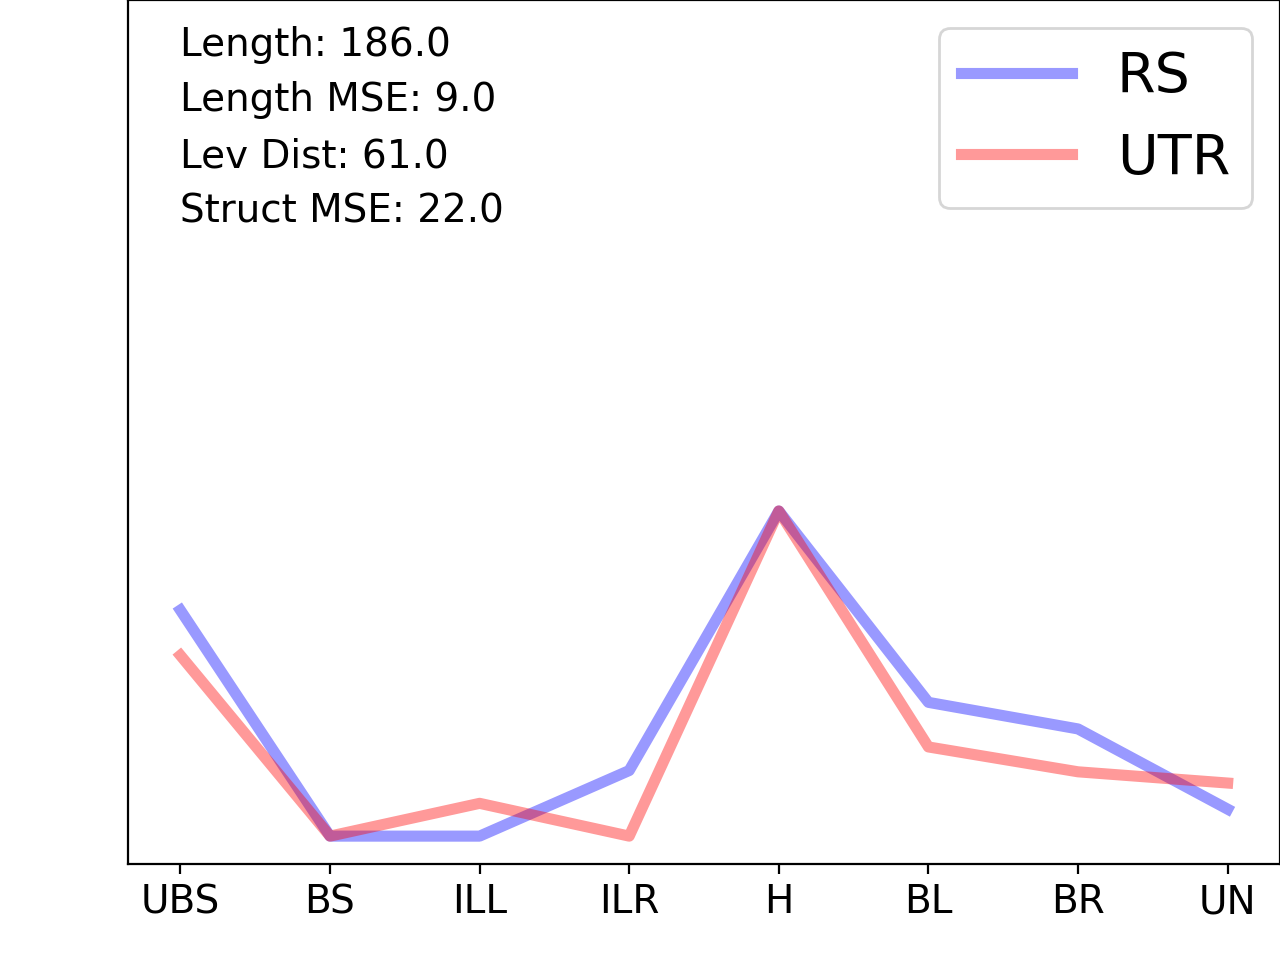 Length: 186.0
Length MSE: 9.0
Lev Dist: 61.0
Struct MSE: 22.0
RS
UTR
UBS BS ILL ILR H BL BR UN